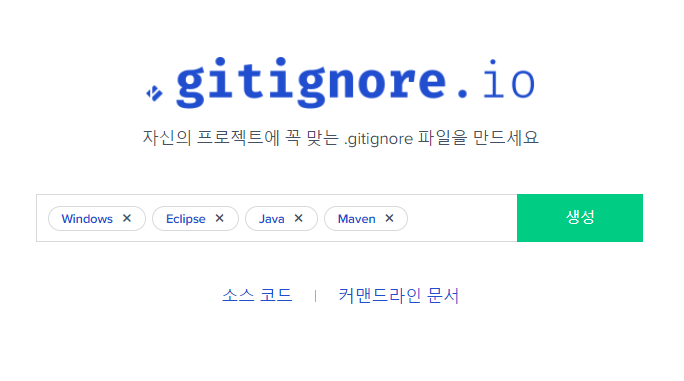 gitignore.io
자신의 프로젝트에 꼭 맞는 .gitignore 파일을 만드세요
Windows × Eclipse × Java × Maven × 생성
소스 코드 | 커맨드라인 문서